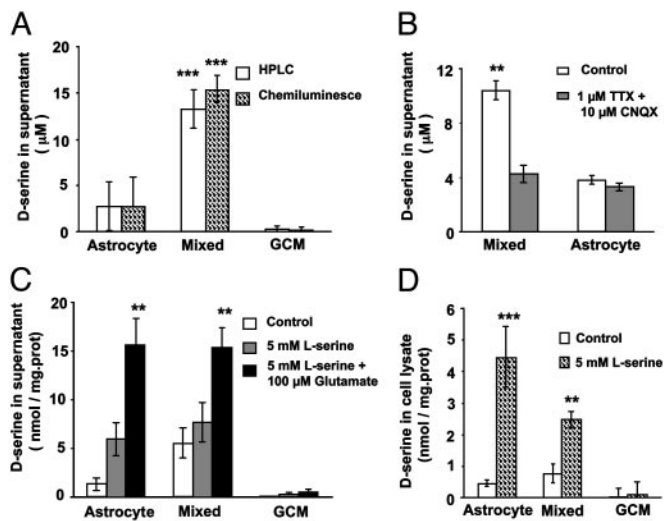 A
D-serine in supernatant
( μM )
20
15
10
5
0
***
***
HPLC
Chemiluminesce
Astrocyte
Mixed
GCM
B
D-serine in supernatant
( μM )
12
8
4
0
**
Control
1 μM TTX +
10 μM CNQX
Mixed
Astrocyte
C
D-serine in supernatant
( nmol / mg.prot)
20
15
10
5
0
**
**
Control
5 mM L-serine
5 mM L-serine +
100 μM Glutamate
Astrocyte
Mixed
GCM
D
D-serine in cell lysate
(nmol / mg.prot)
6
5
4
3
2
1
0
***
**
Control
5 mM L-serine
Astrocyte
Mixed
GCM